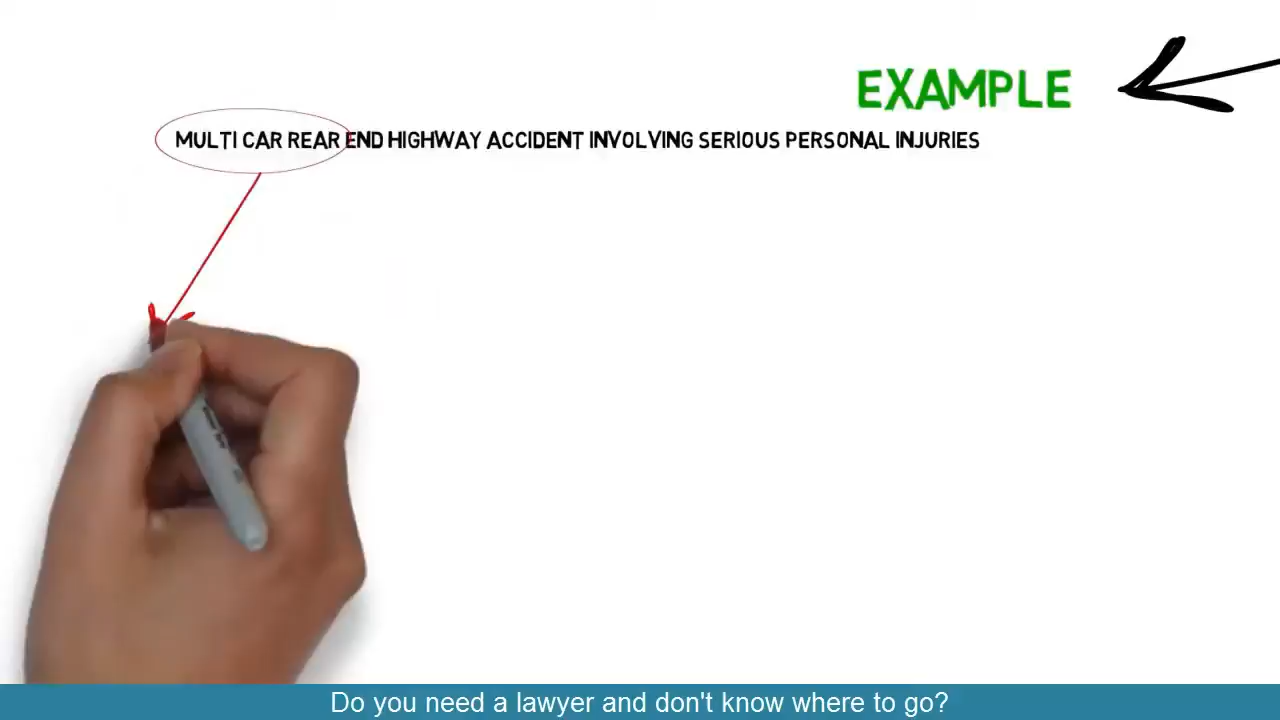 EXAMPLE
MULTI CAR REAR END HIGHWAY ACCIDENT INVOLVING SERIOUS PERSONAL INJURIES
Do you need a lawyer and don't know where to go?